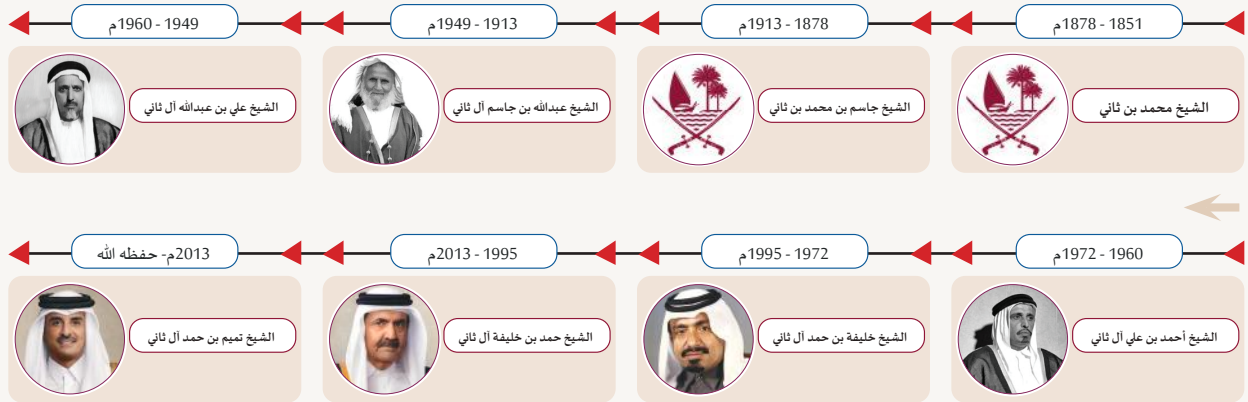 1851 - 1878م
الشيخ محمد بن ثاني
1878 - 1913م
الشيخ جاسم بن محمد بن ثاني
1913 - 1949م
الشيخ عبدالله بن جاسم آل ثاني
1949 - 1960م
الشيخ علي بن عبدالله آل ثاني
1960 - 1972م
الشيخ أحمد بن علي آل ثاني
1972 - 1995م
الشيخ خليفة بن حمد آل ثاني
1995 - 2013م
الشيخ حمد بن خليفة آل ثاني
2013م- حفظه الله
الشيخ تميم بن حمد آل ثاني